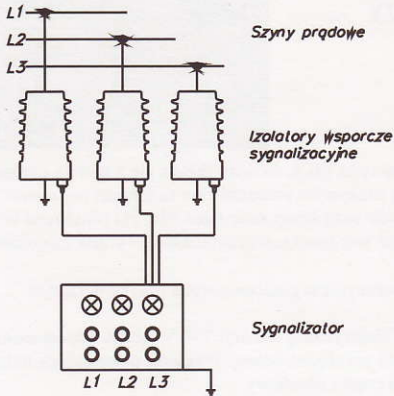 L1
L2
L3
Szyny prądowe
Izolatory wsporcze
sygnalizacyjne
Sygnalizator
L1 L2 L3